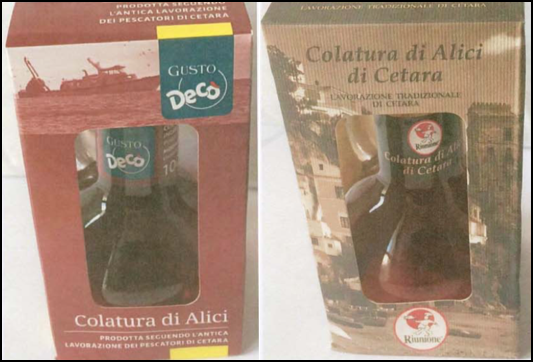 PRODOTTA SEGUENDO
L'ANTICA LAVORAZIONE
DEI PESCATORI DI CETARA
GUSTO
Decò
GUSTO
Decò
10
Colatura di Alici
PRODOTTA SEGUENDO L'ANTICA
LAVORAZIONE DEI PESCATORI DI CETARA
LAVORAZIONE TRADIZIONALE DI CETARA
Colatura di Alici
di Cetara
LAVORAZIONE TRADIZIONALE
DI CETARA
Riunione
Colatura di Alici
di Cetara
Riunione